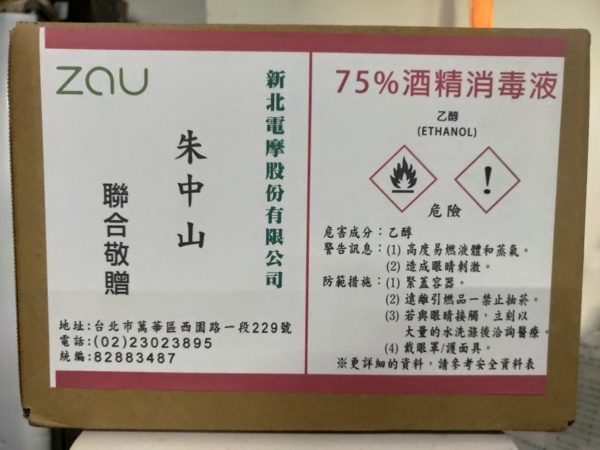 zau
新北電摩股份有限公司
朱中山
聯合敬贈
地址:台北市萬華區西園路一段229號
電話:(02)23023895
統編:82883487
75%酒精消毒液
乙醇
(ETHANOL)
危險
危害成分：乙醇
警告訊息：(1) 高度易燃液體和蒸氣。
(2) 造成眼睛刺激。
防範措施：(1) 緊蓋容器。
(2) 遠離引燃品一禁止抽菸。
(3) 若與眼睛接觸，立刻以
大量的水洗滌後洽詢醫療。
(4) 戴眼罩/護面具。
※更詳細的資料，請參考安全資料表